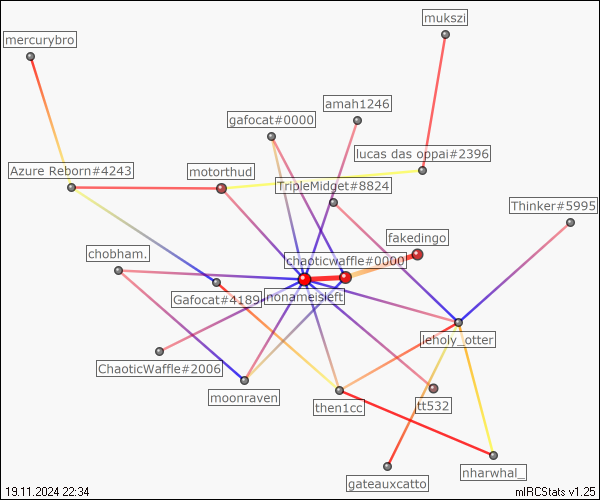 mukszi
mercurybro
amah1246
gafocat#0000
lucas das oppai#2396
Azure Reborn#4243
motorthud
TripleMidget#8824
Thinker#5995
fakedingo
chobham.
chaoticwaffle#0000
Gafocat#4189
nonameisleft
leholy_otter
ChaoticWaffle#2006
moonraven
then1cc
tt532
nharwhal_
gateauxcatto
19.11.2024 22:34
mIRCStats v1.25